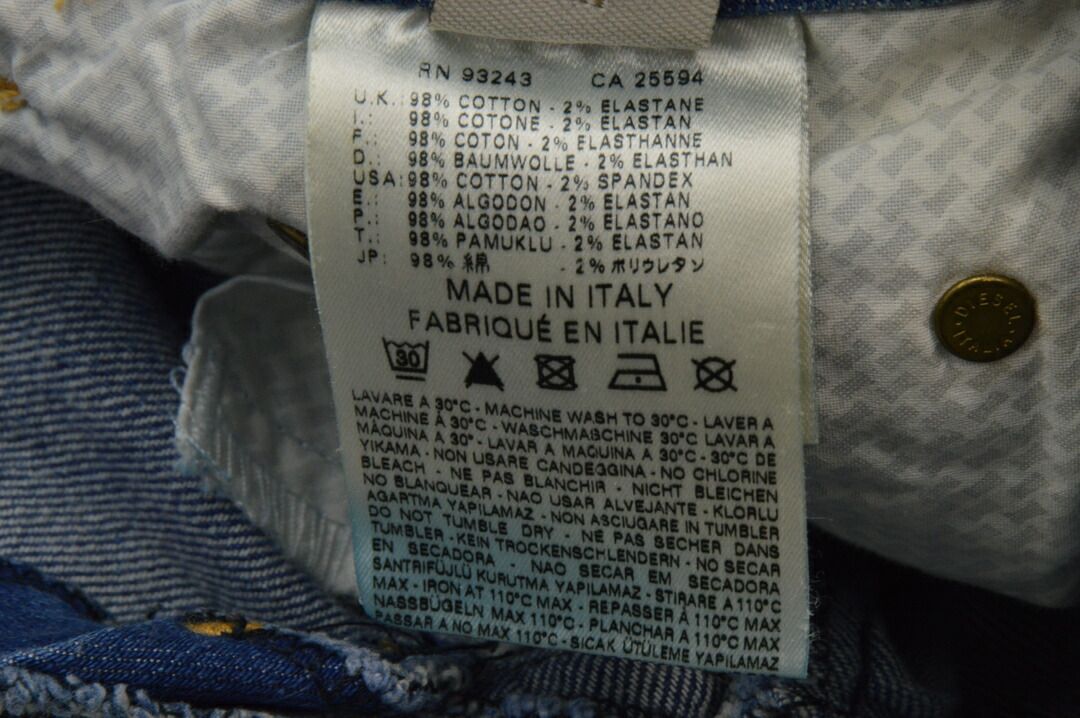 RN 93243 CA 25594
U.K.: 98% COTTON - 2% ELASTANE
I.: 98% COTONE - 2% ELASTAN
F.: 98% COTON - 2% ELASTHANNE
D.: 98% BAUMWOLLE - 2% ELASTHAN
USA: 98% COTTON - 2% SPANDEX
E.: 98% ALGODON - 2% ELASTAN
P.: 98% ALGODAO - 2% ELASTANO
T.: 98% PAMUKLU - 2% ELASTAN
JP: 98% 綿 - 2% ポリウレタン
MADE IN ITALY
FABRIQUÉ EN ITALIE
30
LAVARE A 30°C - MACHINE WASH TO 30°C - LAVER A
MACHINE À 30°C - WASCHMASCHINE 30°C LAVAR A
MÀQUINA A 30° - LAVAR A MAQUINA A 30° - 30°C DE
YIKAMA - NON USARE CANDEGGINA - NO CHLORINE
BLEACH - NE PAS BLANCHIR - NICHT BLEICHEN
NO BLANQUEAR - NAO USAR ALVEJANTE - KLORLU
AGARTMA YAPILAMAZ - NON ASCIUGARE IN TUMBLER
DO NOT TUMBLE DRY - NE PAS SECHER DANS
TUMBLER - KEIN TROCKENSCHLENDERN - NO SECAR
EN SECADORA - NAO SECAR EM SECADORA
SANTRIFÜJLÜ KURUTMA YAPILAMAZ - STIRARE A 110°C
MAX - IRON AT 110°C MAX - REPASSER À 110°C MAX
NASSBÜGELN MAX 110°C - PLANCHAR A 110°C MAX
PASSAR A NO MAX 110°C - SICAK ÜTÜLEME YAPILAMAZ
DIESEL
ITALIA